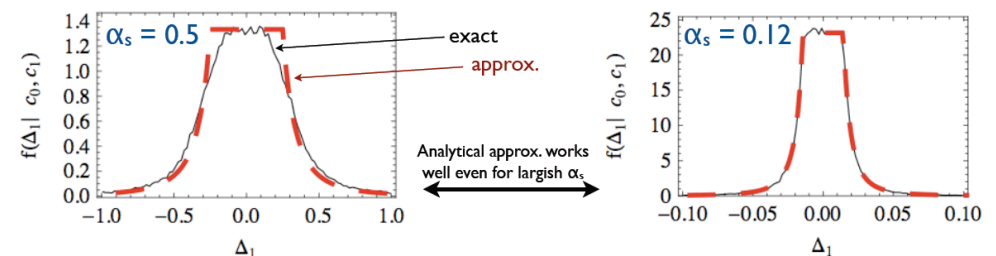 αs = 0.5
f(Δ1| c0, c1)
1.4
1.2
1.0
0.8
0.6
0.4
0.2
0.0
−1.0 −0.5 0.0 0.5 1.0
Δ1
exact
approx.
Analytical approx. works
well even for largish αs
αs = 0.12
f(Δ1| c0, c1)
25
20
15
10
5
0
−0.10 −0.05 0.00 0.05 0.10
Δ1